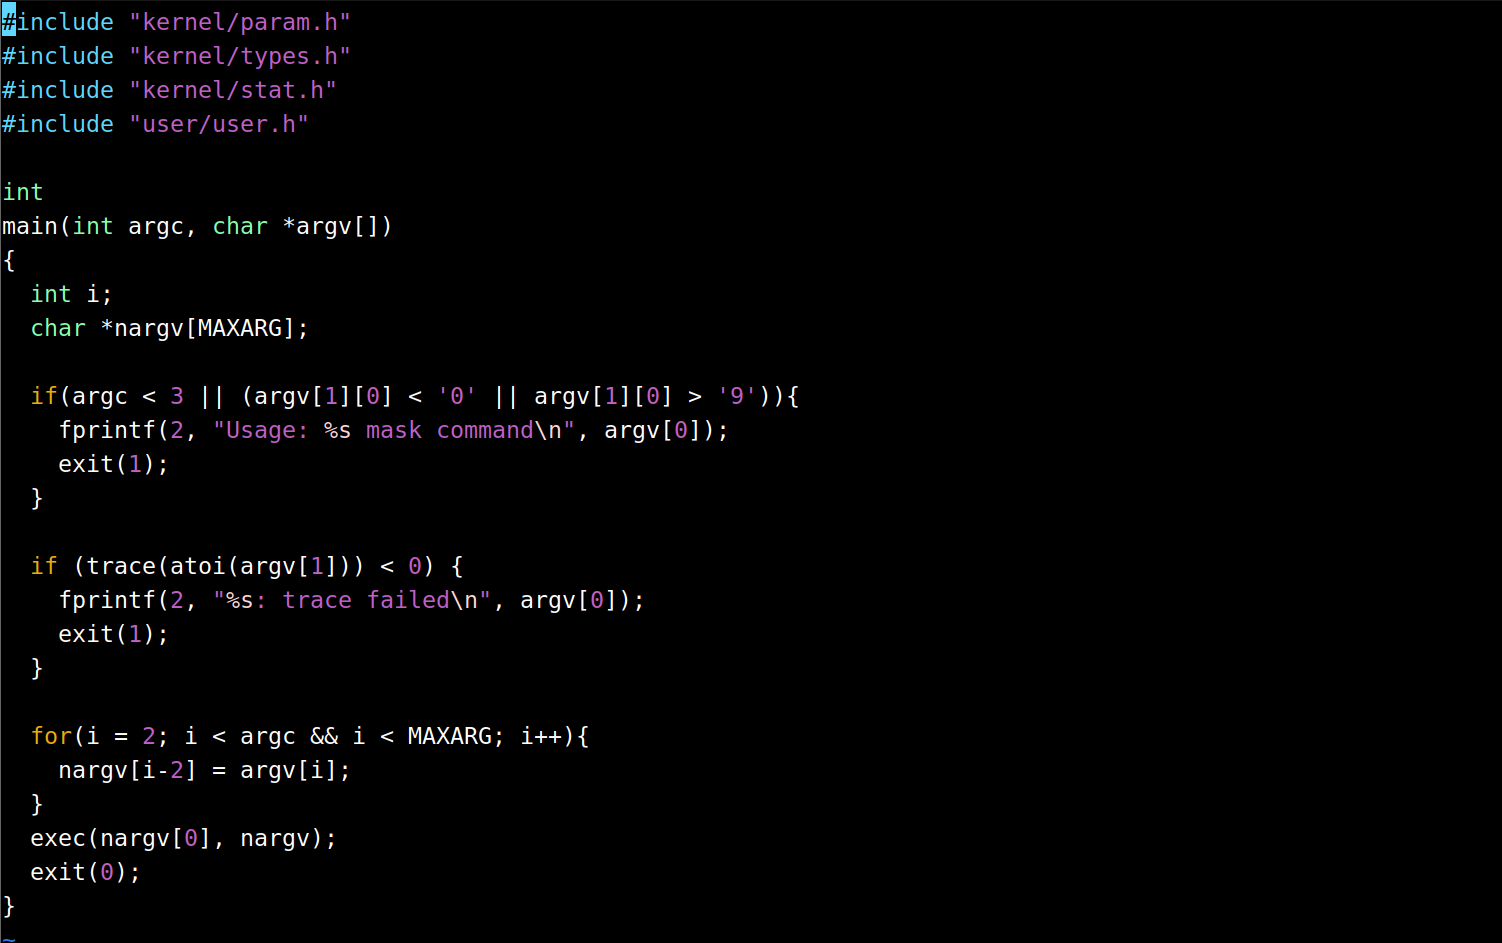 #include "kernel/param.h"
#include "kernel/types.h"
#include "kernel/stat.h"
#include "user/user.h"

int
main(int argc, char *argv[])
{
  int i;
  char *nargv[MAXARG];

  if(argc < 3 || (argv[1][0] < '0' || argv[1][0] > '9')){
    fprintf(2, "Usage: %s mask command\n", argv[0]);
    exit(1);
  }

  if (trace(atoi(argv[1])) < 0) {
    fprintf(2, "%s: trace failed\n", argv[0]);
    exit(1);
  }

  for(i = 2; i < argc && i < MAXARG; i++){
    nargv[i-2] = argv[i];
  }
  exec(nargv[0], nargv);
  exit(0);
}
~